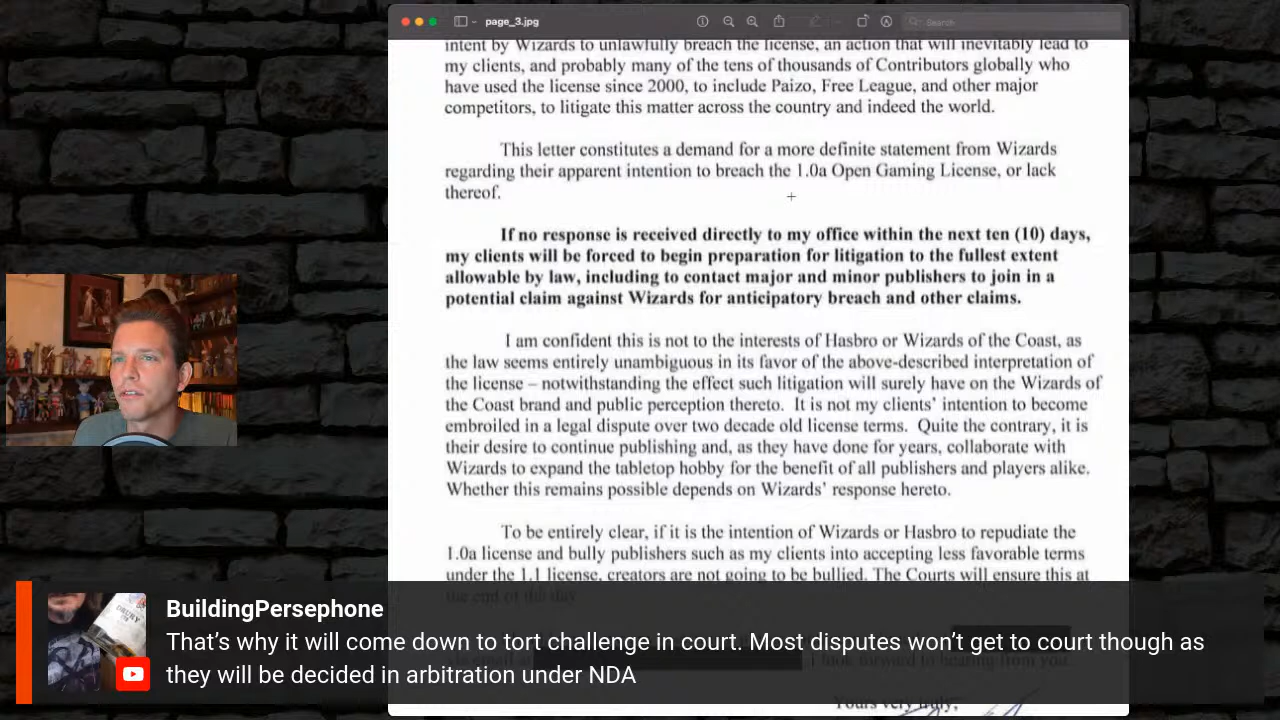 page_3.jpg
Search
intent by Wizards to unlawfully breach the license, an action that will inevitably lead to
my clients, and probably many of the tens of thousands of Contributors globally who
have used the license since 2000, to include Paizo, Free League, and other major
competitors, to litigate this matter across the country and indeed the world.
This letter constitutes a demand for a more definite statement from Wizards
regarding their apparent intention to breach the 1.0a Open Gaming License, or lack
thereof.
If no response is received directly to my office within the next ten (10) days,
my clients will be forced to begin preparation for litigation to the fullest extent
allowable by law, including to contact major and minor publishers to join in a
potential claim against Wizards for anticipatory breach and other claims.
I am confident this is not to the interests of Hasbro or Wizards of the Coast, as
the law seems entirely unambiguous in its favor of the above-described interpretation of
the license – notwithstanding the effect such litigation will surely have on the Wizards of
the Coast brand and public perception thereto. It is not my clients' intention to become
embroiled in a legal dispute over two decade old license terms. Quite the contrary, it is
their desire to continue publishing and, as they have done for years, collaborate with
Wizards to expand the tabletop hobby for the benefit of all publishers and players alike.
Whether this remains possible depends on Wizards' response hereto.
To be entirely clear, if it is the intention of Wizards or Hasbro to repudiate the
1.0a license and bully publishers such as my clients into accepting less favorable terms
under the 1.1 license, creators are not going to be bullied. The Courts will ensure this at
the end of the day
I look forward to hearing from you
Yours very truly,
BuildingPersephone
That's why it will come down to tort challenge in court. Most disputes won't get to court though as
they will be decided in arbitration under NDA